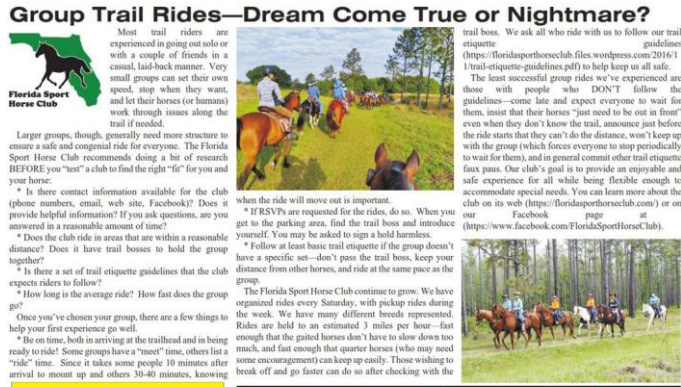 Group Trail Rides—Dream Come True or Nightmare?
Florida Sport
Horse Club
Most trail riders are
experienced in going out solo or
with a couple of friends in a
casual, laid-back manner. Very
small groups can set their own
speed, stop when they want,
and let their horses (or humans)
work through issues along the
trail if needed.
Larger groups, though, generally need more structure to
ensure a safe and congenial ride for everyone. The Florida
Sport Horse Club recommends doing a bit of research
BEFORE you "test" a club to find the right "fit" for you and
your horse:
* Is there contact information available for the club
(phone numbers, email, web site, Facebook)? Does it
provide helpful information? If you ask questions, are you
answered in a reasonable amount of time?
* Does the club ride in areas that are within a reasonable
distance? Does it have trail bosses to hold the group
together?
* Is there a set of trail etiquette guidelines that the club
expects riders to follow?
* How long is the average ride? How fast does the group
go?
Once you've chosen your group, there are a few things to
help your first experience go well.
* Be on time, both in arriving at the trailhead and in being
ready to ride! Some groups have a "meet" time, others list a
"ride" time. Since it takes some people 10 minutes after
arrival to mount up and others 30-40 minutes, knowing
when the ride will move out is important.
* If RSVPs are requested for the rides, do so. When you
get to the parking area, find the trail boss and introduce
yourself. You may be asked to sign a hold harmless.
* Follow at least basic trail etiquette if the group doesn't
have a specific set—don't pass the trail boss, keep your
distance from other horses, and ride at the same pace as the
group.
The Florida Sport Horse Club continue to grow. We have
organized rides every Saturday, with pickup rides during
the week. We have many different breeds represented.
Rides are held to an estimated 3 miles per hour—fast
enough that the gaited horses don't have to slow down too
much, and fast enough that quarter horses (who may need
some encouragement) can keep up easily. Those wishing to
break off and go faster can do so after checking with the
trail boss. We ask all who ride with us to follow our trail
etiquette guidelines
(https://floridasporthorseclub.files.wordpress.com/2016/1
1/trail-etiquette-guidelines.pdf) to help keep us all safe.
The least successful group rides we've experienced are
those with people who DON'T follow the
guidelines—come late and expect everyone to wait for
them, insist that their horses "just need to be out in front"
even when they don't know the trail, announce just before
the ride starts that they can't do the distance, won't keep up
with the group (which forces everyone to stop periodically
to wait for them), and in general commit other trail etiquette
faux paus. Our club's goal is to provide an enjoyable and
safe experience for all while being flexible enough to
accommodate special needs. You can learn more about the
club on its web (https://floridasporthorseclub.com/) or on
our Facebook page at
(https://www.facebook.com/FloridaSportHorseClub).